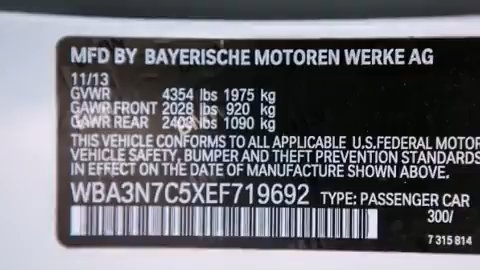 MFD BY BAYERISCHE MOTOREN WERKE AG
11/13
GVWR 4354 lbs 1975 kg
GAWR FRONT 2028 lbs 920 kg
GAWR REAR 2403 lbs 1090 kg
THIS VEHICLE CONFORMS TO ALL APPLICABLE U.S.FEDERAL MOTOR
VEHICLE SAFETY, BUMPER AND THEFT PREVENTION STANDARDS
IN EFFECT ON THE DATE OF MANUFACTURE SHOWN ABOVE.
WBA3N7C5XEF719692 TYPE: PASSENGER CAR
300/
7 315 814